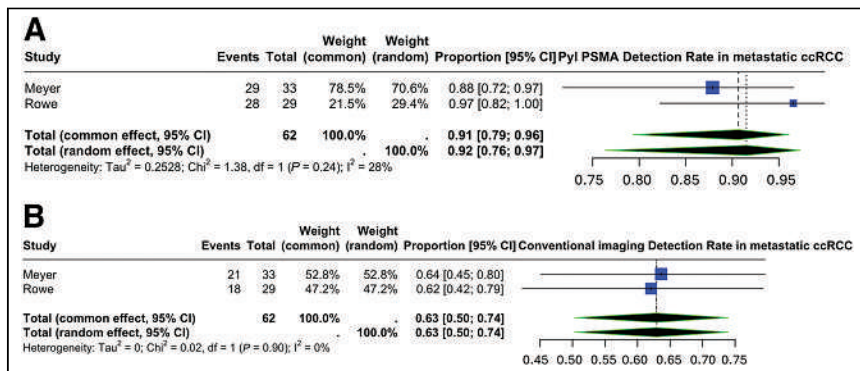 A
Weight Weight
Study Events Total (common) (random) Proportion [95% CI] Pyl PSMA Detection Rate in metastatic ccRCC
Meyer 29 33 78.5% 70.6% 0.88 [0.72; 0.97]
Rowe 28 29 21.5% 29.4% 0.97 [0.82; 1.00]
Total (common effect, 95% CI) 62 100.0% . 0.91 [0.79; 0.96]
Total (random effect, 95% CI) . 100.0% 0.92 [0.76; 0.97]
Heterogeneity: Tau² = 0.2528; Chi² = 1.38, df = 1 (P = 0.24); I² = 28%
0.75 0.80 0.85 0.90 0.95
B
Weight Weight
Study Events Total (common) (random) Proportion [95% CI] Conventional imaging Detection Rate in metastatic ccRCC
Meyer 21 33 52.8% 52.8% 0.64 [0.45; 0.80]
Rowe 18 29 47.2% 47.2% 0.62 [0.42; 0.79]
Total (common effect, 95% CI) 62 100.0% . 0.63 [0.50; 0.74]
Total (random effect, 95% CI) . 100.0% 0.63 [0.50; 0.74]
Heterogeneity: Tau² = 0; Chi² = 0.02, df = 1 (P = 0.90); I² = 0%
0.45 0.50 0.55 0.60 0.65 0.70 0.75